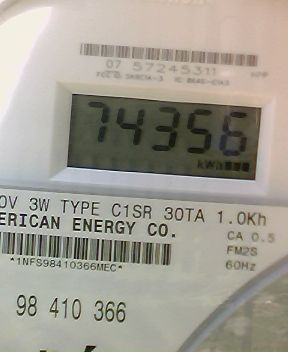 07 57245311
74356
kWh
0V 3W TYPE C1SR 30TA 1.0Kh
ERICAN ENERGY CO.
CA 0.5
FM2S
60Hz
*1NFS98410366MEC*
98 410 366